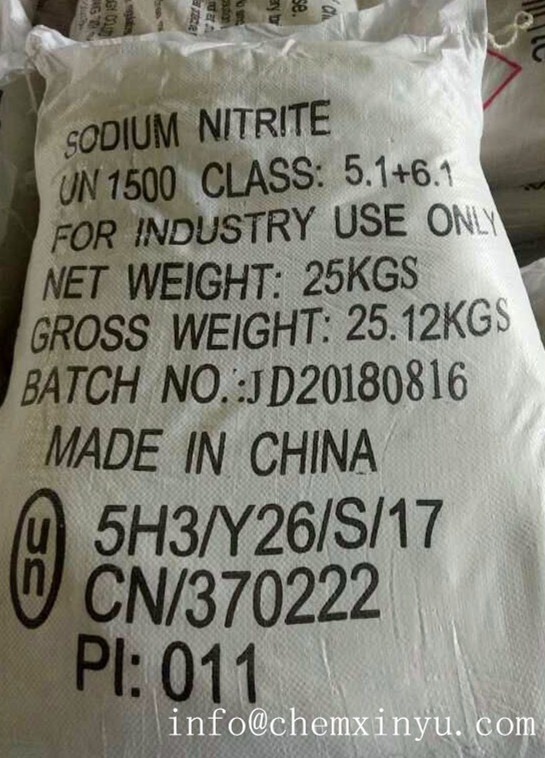 SODIUM NITRITE
UN 1500 CLASS: 5.1+6.1
FOR INDUSTRY USE ONLY
NET WEIGHT: 25KGS
GROSS WEIGHT: 25.12KGS
BATCH NO.:JD20180816
MADE IN CHINA
un 5H3/Y26/S/17
CN/370222
PI: 011
info@chemxinyu.com